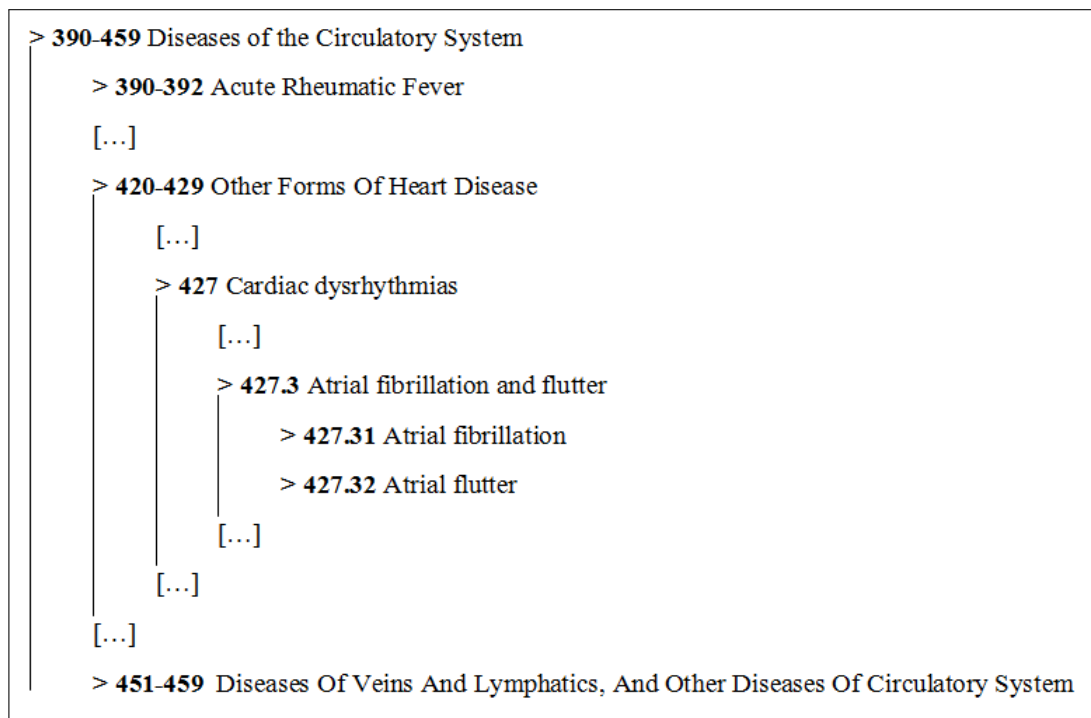 > 390-459 Diseases of the Circulatory System
> 390-392 Acute Rheumatic Fever
[…]
> 420-429 Other Forms Of Heart Disease
[…]
> 427 Cardiac dysrhythmias
[…]
> 427.3 Atrial fibrillation and flutter
> 427.31 Atrial fibrillation
> 427.32 Atrial flutter
[…]
[…]
[…]
> 451-459 Diseases Of Veins And Lymphatics, And Other Diseases Of Circulatory System